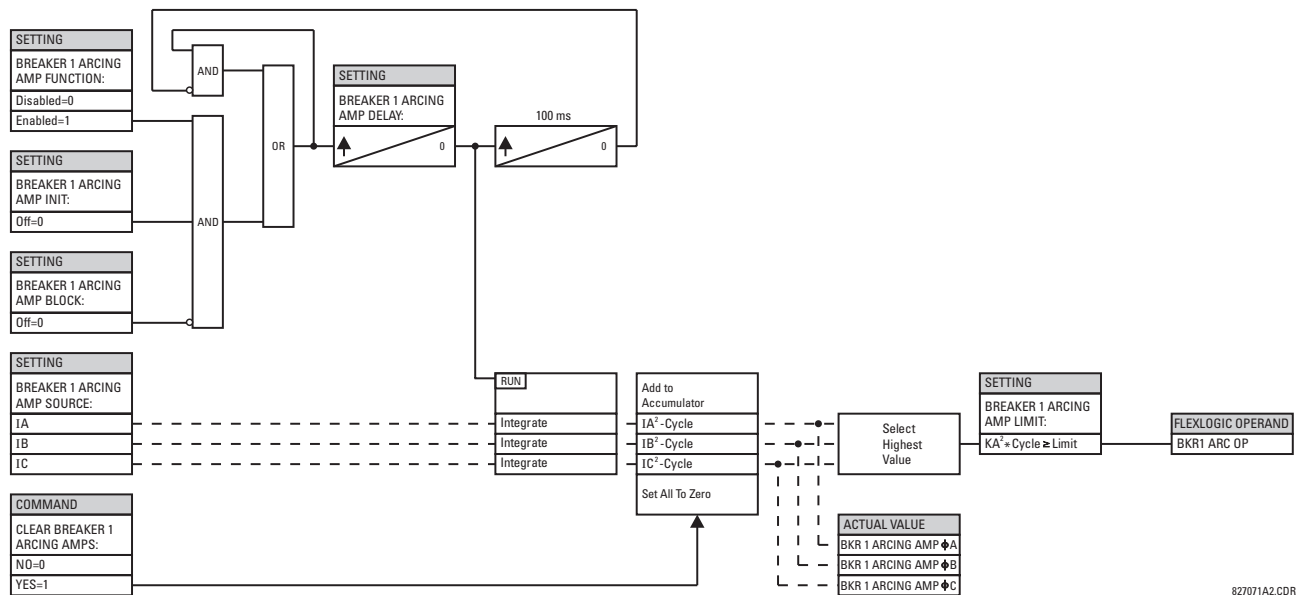 SETTING
BREAKER 1 ARCING
AMP FUNCTION:
Disabled=0
Enabled=1
SETTING
BREAKER 1 ARCING
AMP INIT:
Off=0
SETTING
BREAKER 1 ARCING
AMP BLOCK:
Off=0
SETTING
BREAKER 1 ARCING
AMP SOURCE:
IA
IB
IC
COMMAND
CLEAR BREAKER 1
ARCING AMPS:
NO=0
YES=1
AND
AND
OR
SETTING
BREAKER 1 ARCING
AMP DELAY:
0
100 ms
0
RUN
Integrate
Integrate
Integrate
Add to
Accumulator
IA²-Cycle
IB²-Cycle
IC²-Cycle
Set All To Zero
Select
Highest
Value
ACTUAL VALUE
BKR 1 ARCING AMP ϕA
BKR 1 ARCING AMP ϕB
BKR 1 ARCING AMP ϕC
SETTING
BREAKER 1 ARCING
AMP LIMIT:
KA²*Cycle≥Limit
FLEXLOGIC OPERAND
BKR1 ARC OP
827071A2.CDR